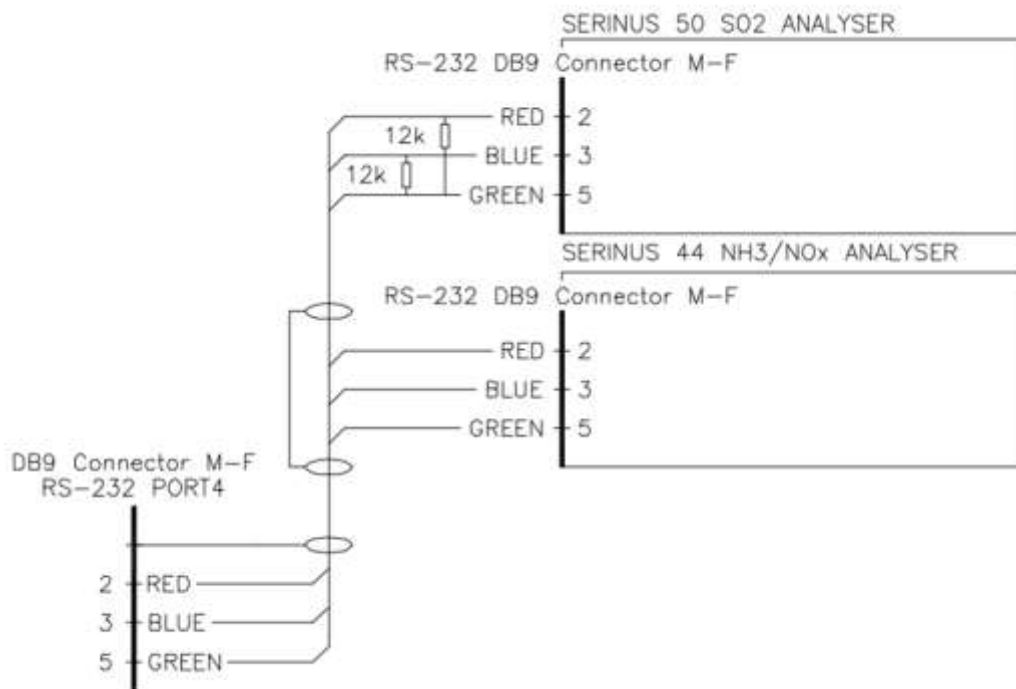 SERINUS 50 SO2 ANALYSER
RS-232 DB9 Connector M-F
RED 2
12k
BLUE 3
12k
GREEN 5
SERINUS 44 NH3/NOx ANALYSER
RS-232 DB9 Connector M-F
RED 2
BLUE 3
GREEN 5
DB9 Connector M-F
RS-232 PORT4
2 RED
3 BLUE
5 GREEN